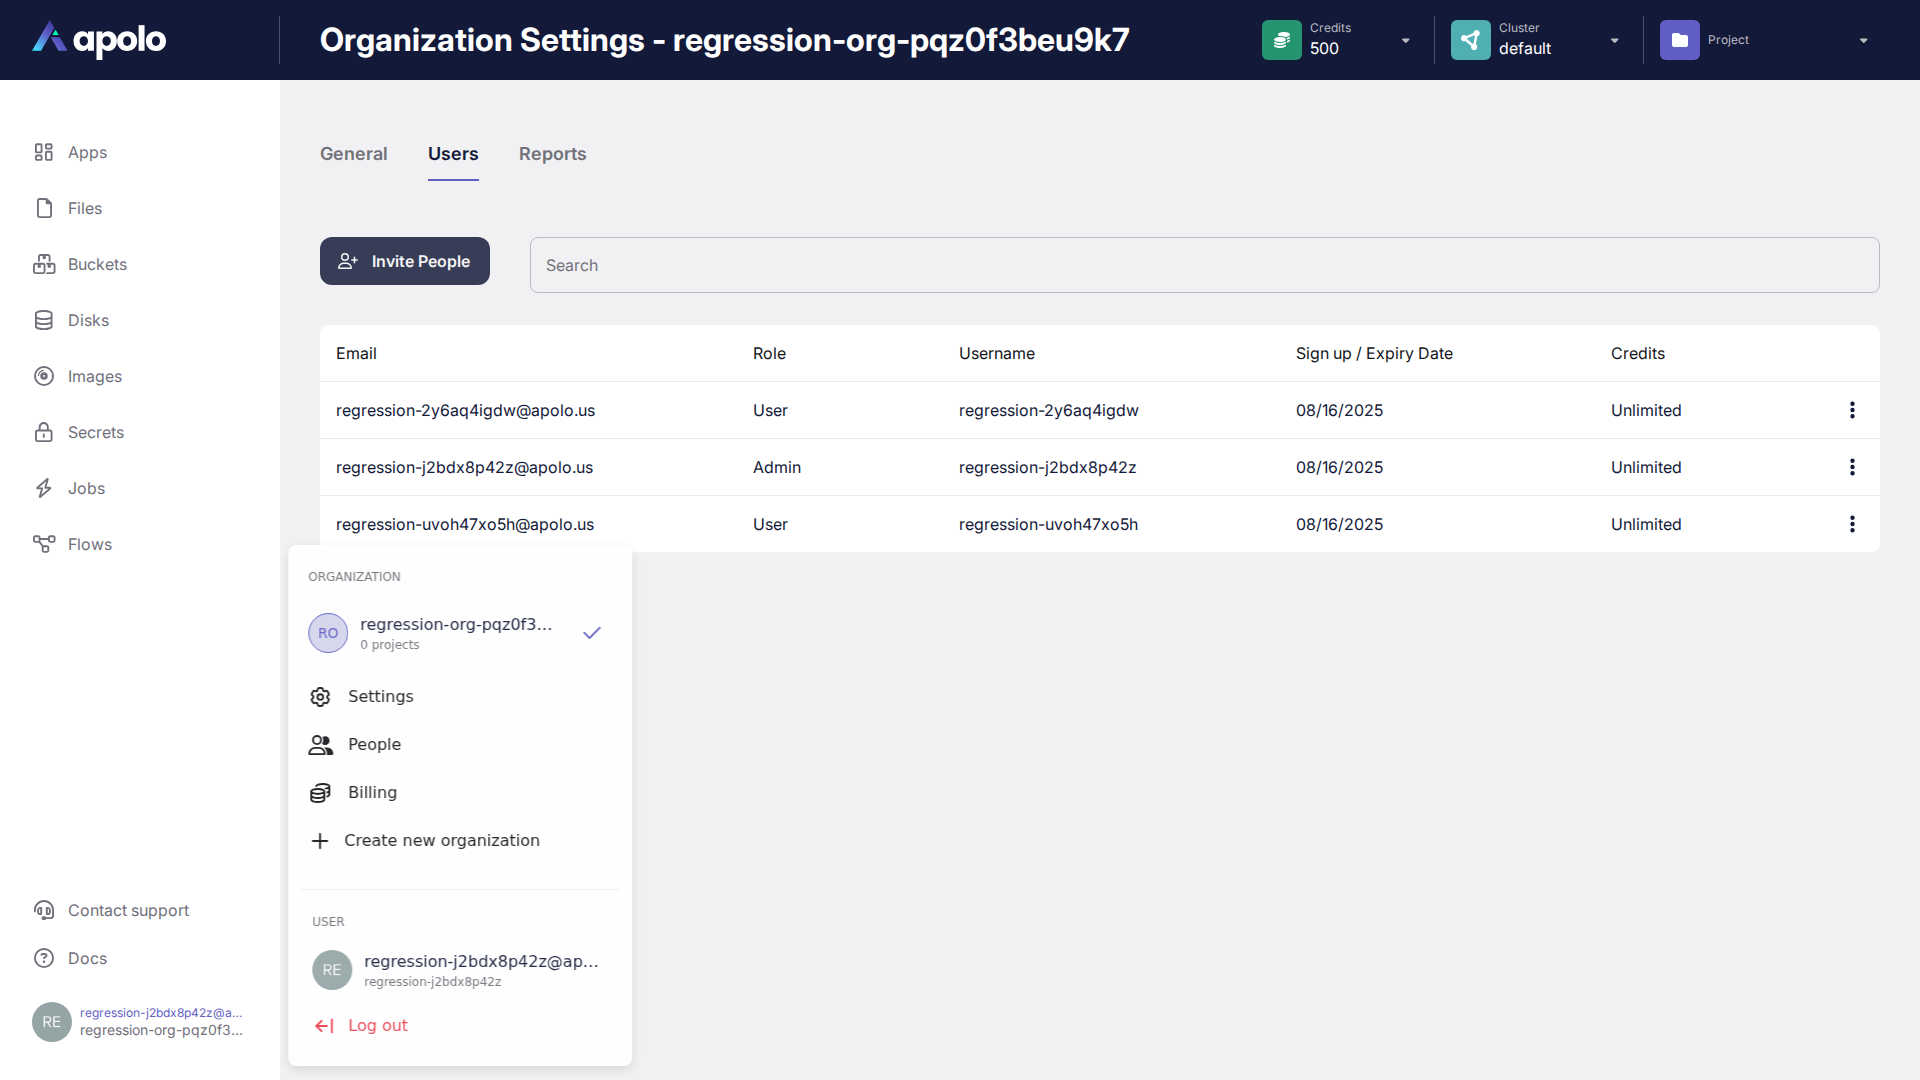 apolo
Organization Settings - regression-org-pqz0f3beu9k7
Credits
500
Cluster
default
Project
Apps
Files
Buckets
Disks
Images
Secrets
Jobs
Flows
Contact support
Docs
RE
regression-j2bdx8p42z@a...
regression-org-pqz0f3...
General Users Reports
Invite People
Search
Email Role Username Sign up / Expiry Date Credits
regression-2y6aq4igdw@apolo.us User regression-2y6aq4igdw 08/16/2025 Unlimited
regression-j2bdx8p42z@apolo.us Admin regression-j2bdx8p42z 08/16/2025 Unlimited
regression-uvoh47xo5h@apolo.us User regression-uvoh47xo5h 08/16/2025 Unlimited
ORGANIZATION
RO
regression-org-pqz0f3...
0 projects
Settings
People
Billing
Create new organization
USER
RE
regression-j2bdx8p42z@ap...
regression-j2bdx8p42z
Log out